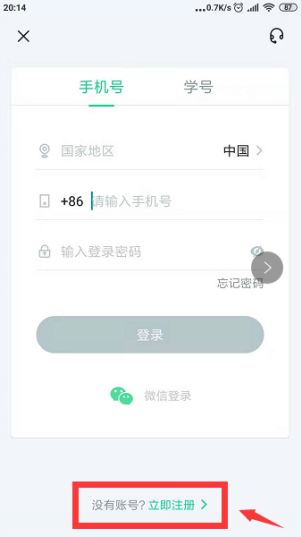 20:14
...0.7K/s 87
手机号 学号
国家地区 中国
+86 请输入手机号
输入登录密码
忘记密码
登录
微信登录
没有账号? 立即注册